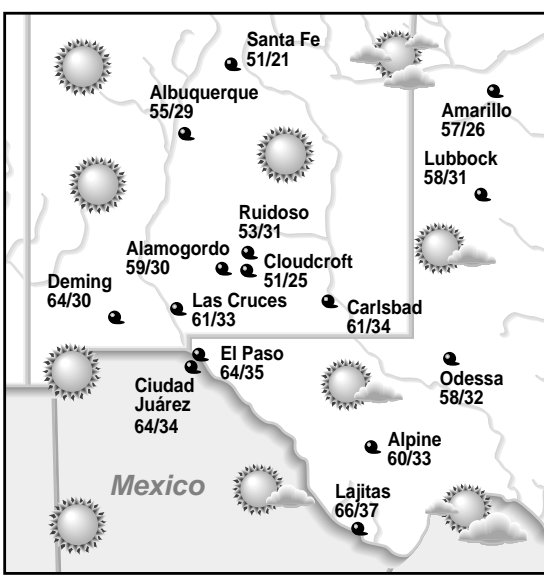 Santa Fe
51/21
Albuquerque
55/29
Amarillo
57/26
Lubbock
58/31
Ruidoso
53/31
Alamogordo
59/30
Cloudcroft
51/25
Deming
64/30
Las Cruces
61/33
Carlsbad
61/34
El Paso
64/35
Ciudad
Juárez
64/34
Odessa
58/32
Alpine
60/33
Mexico
Lajitas
66/37